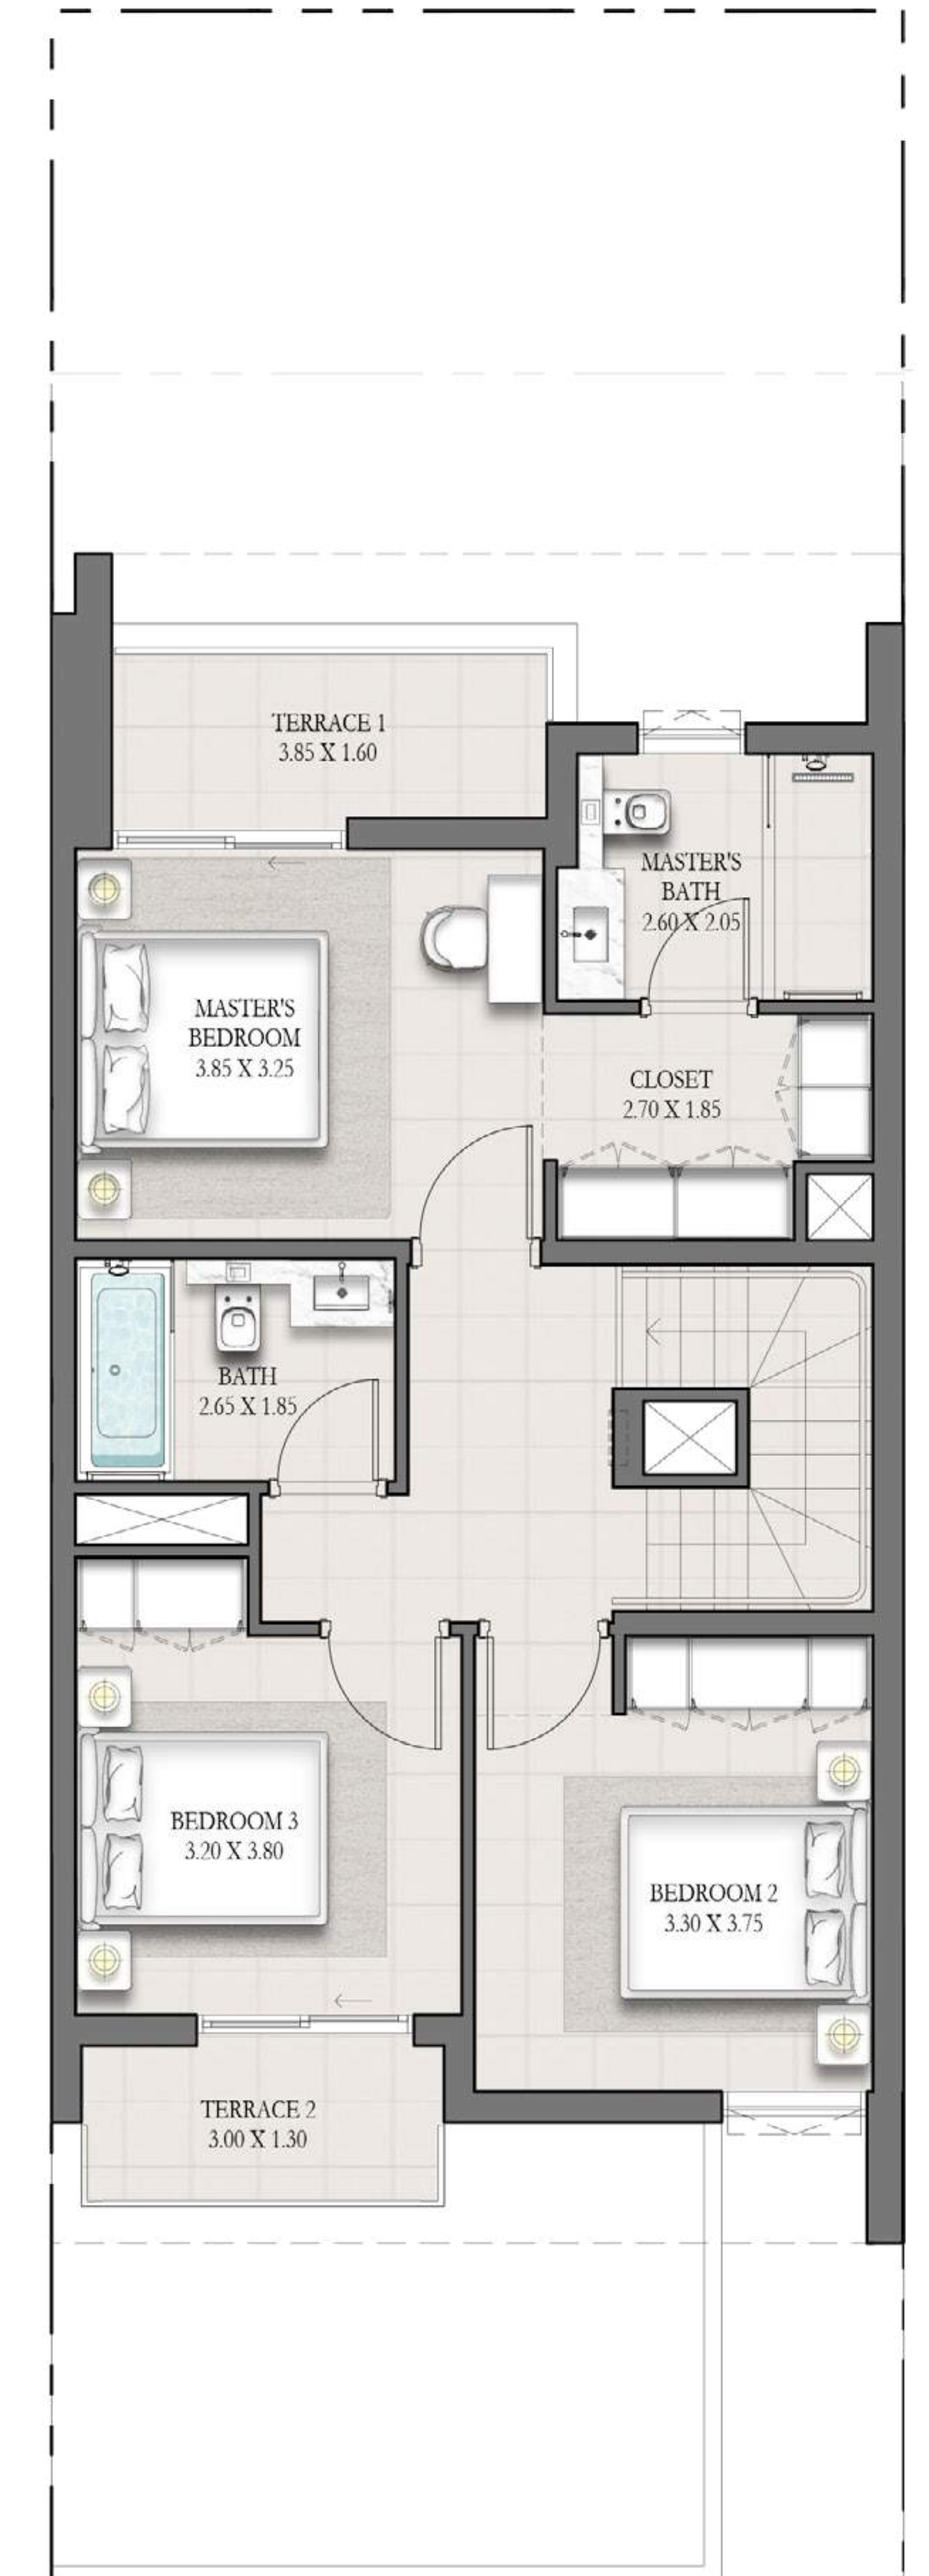 TERRACE 1
3.85 X 1.60
MASTER'S
BATH
2.60 X 2.05
MASTER'S
BEDROOM
3.85 X 3.25
CLOSET
2.70 X 1.85
BATH
2.65 X 1.85
BEDROOM 3
3.20 X 3.80
BEDROOM 2
3.30 X 3.75
TERRACE 2
3.00 X 1.30